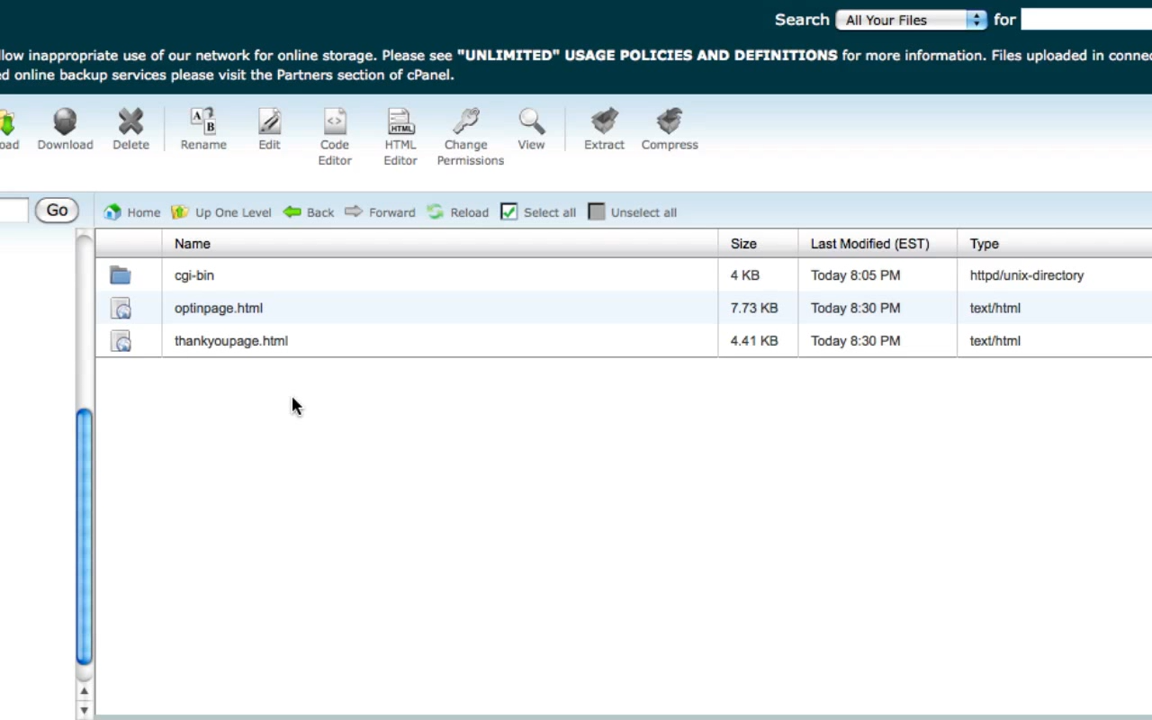 Search All Your Files for
llow inappropriate use of our network for online storage. Please see "UNLIMITED" USAGE POLICIES AND DEFINITIONS for more information. Files uploaded in connec
ed online backup services please visit the Partners section of cPanel.
oad Download Delete Rename Edit Code Editor HTML Editor Change Permissions View Extract Compress
Go Home Up One Level Back Forward Reload Select all Unselect all
Name Size Last Modified (EST) Type
cgi-bin 4 KB Today 8:05 PM httpd/unix-directory
optinpage.html 7.73 KB Today 8:30 PM text/html
thankyoupage.html 4.41 KB Today 8:30 PM text/html